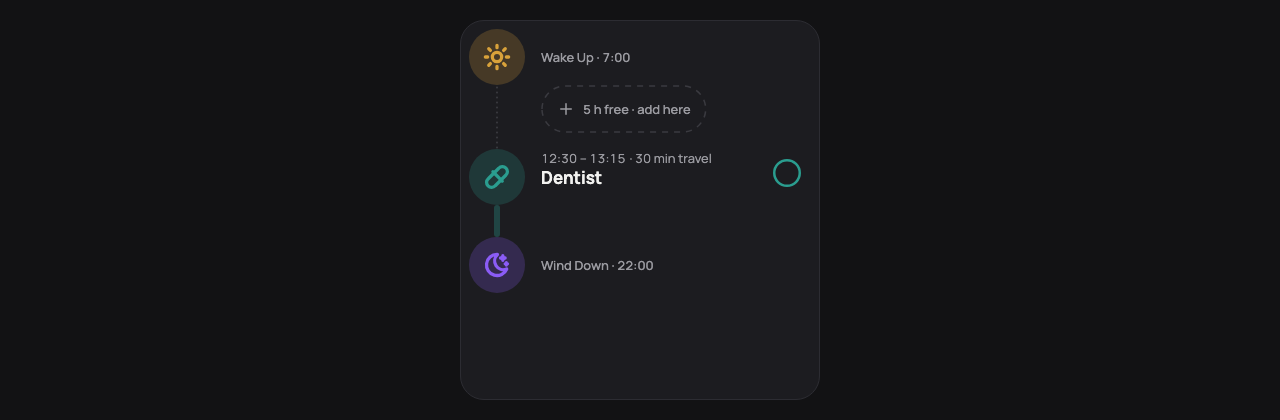 Wake Up · 7:00
5 h free · add here
12:30 – 13:15 · 30 min travel
Dentist
Wind Down · 22:00